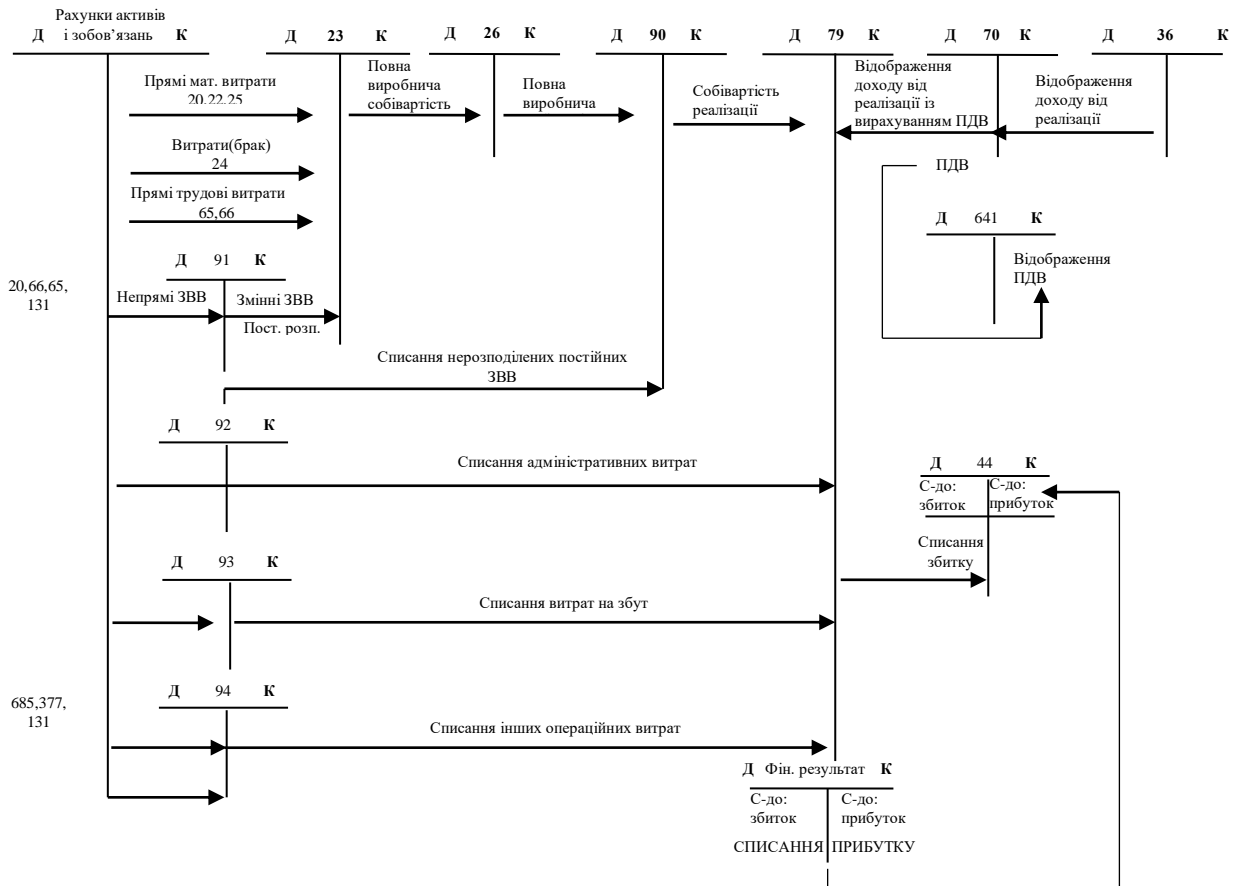 Рахунки активів
Д і зобов’язань К
Д 23 К
Д 26 К
Д 90 К
Д 79 К
Д 70 К
Д 36 К
Прямі мат. витрати
20.22.25
Повна
виробнича
собівартість
Повна
виробнича
Собівартість
реалізації
Відображення
доходу від
реалізації із
вирахуванням ПДВ
Відображення
доходу від
реалізації
Витрати(брак)
24
Прямі трудові витрати
65,66
ПДВ
Д 641 К
Відображення
ПДВ
Д 91 К
20,66,65,
131
Непрямі ЗВВ
Змінні ЗВВ
Пост. розп.
Списання нерозподілених постійних
ЗВВ
Д 92 К
Списання адміністративних витрат
Д 44 К
С-до:
збиток
С-до:
прибуток
Списання
збитку
Д 93 К
Списання витрат на збут
Д 94 К
685,377,
131
Списання інших операційних витрат
Д Фін. результат К
С-до:
збиток
С-до:
прибуток
СПИСАННЯ ПРИБУТКУ